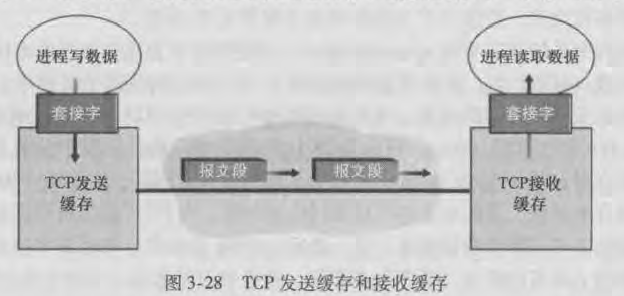 进程写数据
进程读取数据
套接字
套接字
报文段
报文段
TCP发送
缓存
TCP接收
缓存
图 3-28 TCP 发送缓存和接收缓存